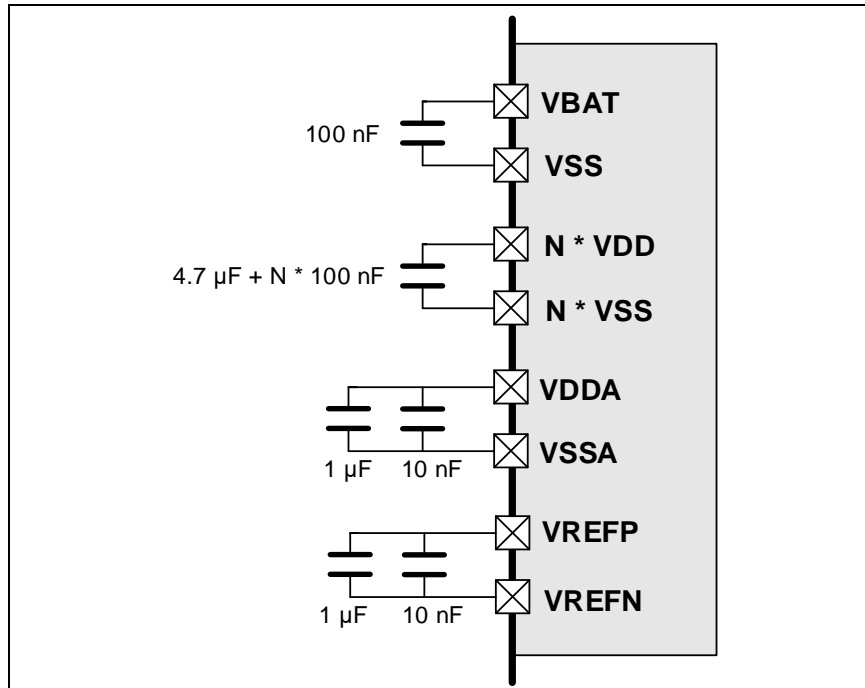 VBAT
100 nF
VSS
N * VDD
4.7 µF + N * 100 nF
N * VSS
VDDA
VSSA
1 µF 10 nF
VREFP
VREFN
1 µF 10 nF